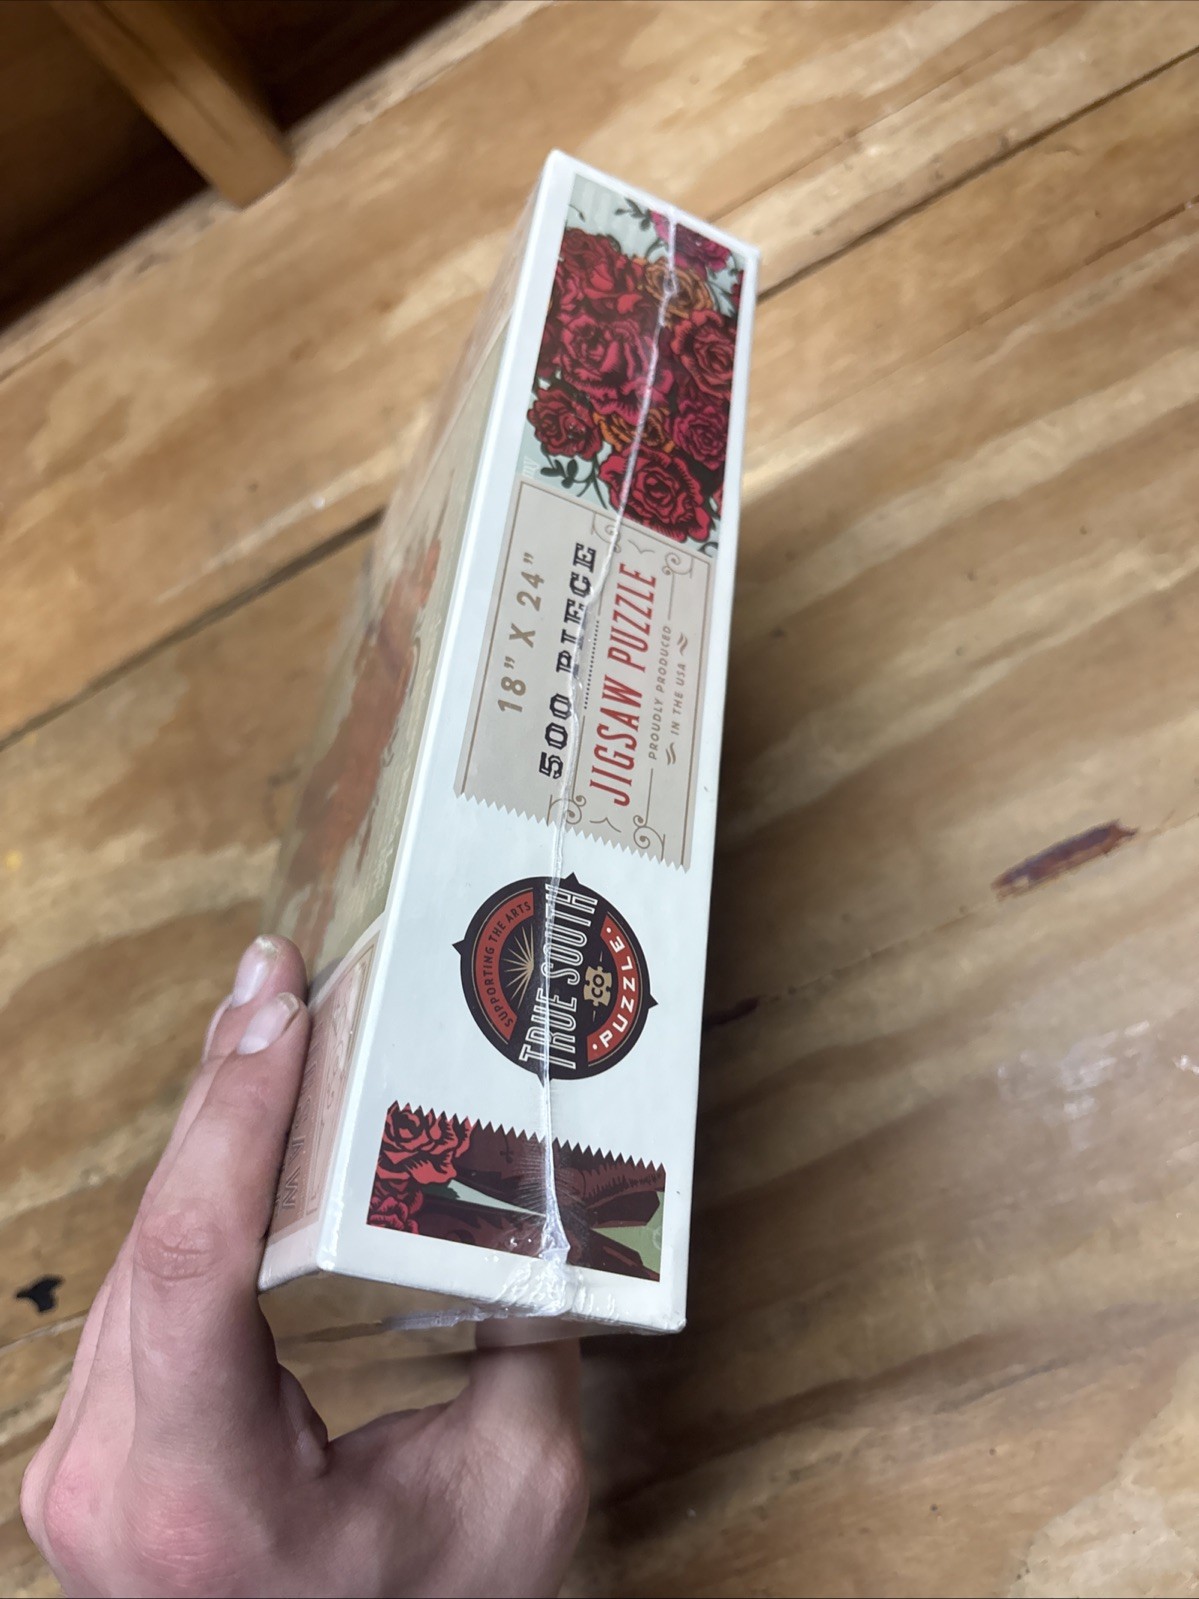 18” X 24”
500 PIECE
JIGSAW PUZZLE
PROUDLY PRODUCED
IN THE USA
SUPPORTING THE ARTS
TRUE SOUTH
CO
• PUZZLE •